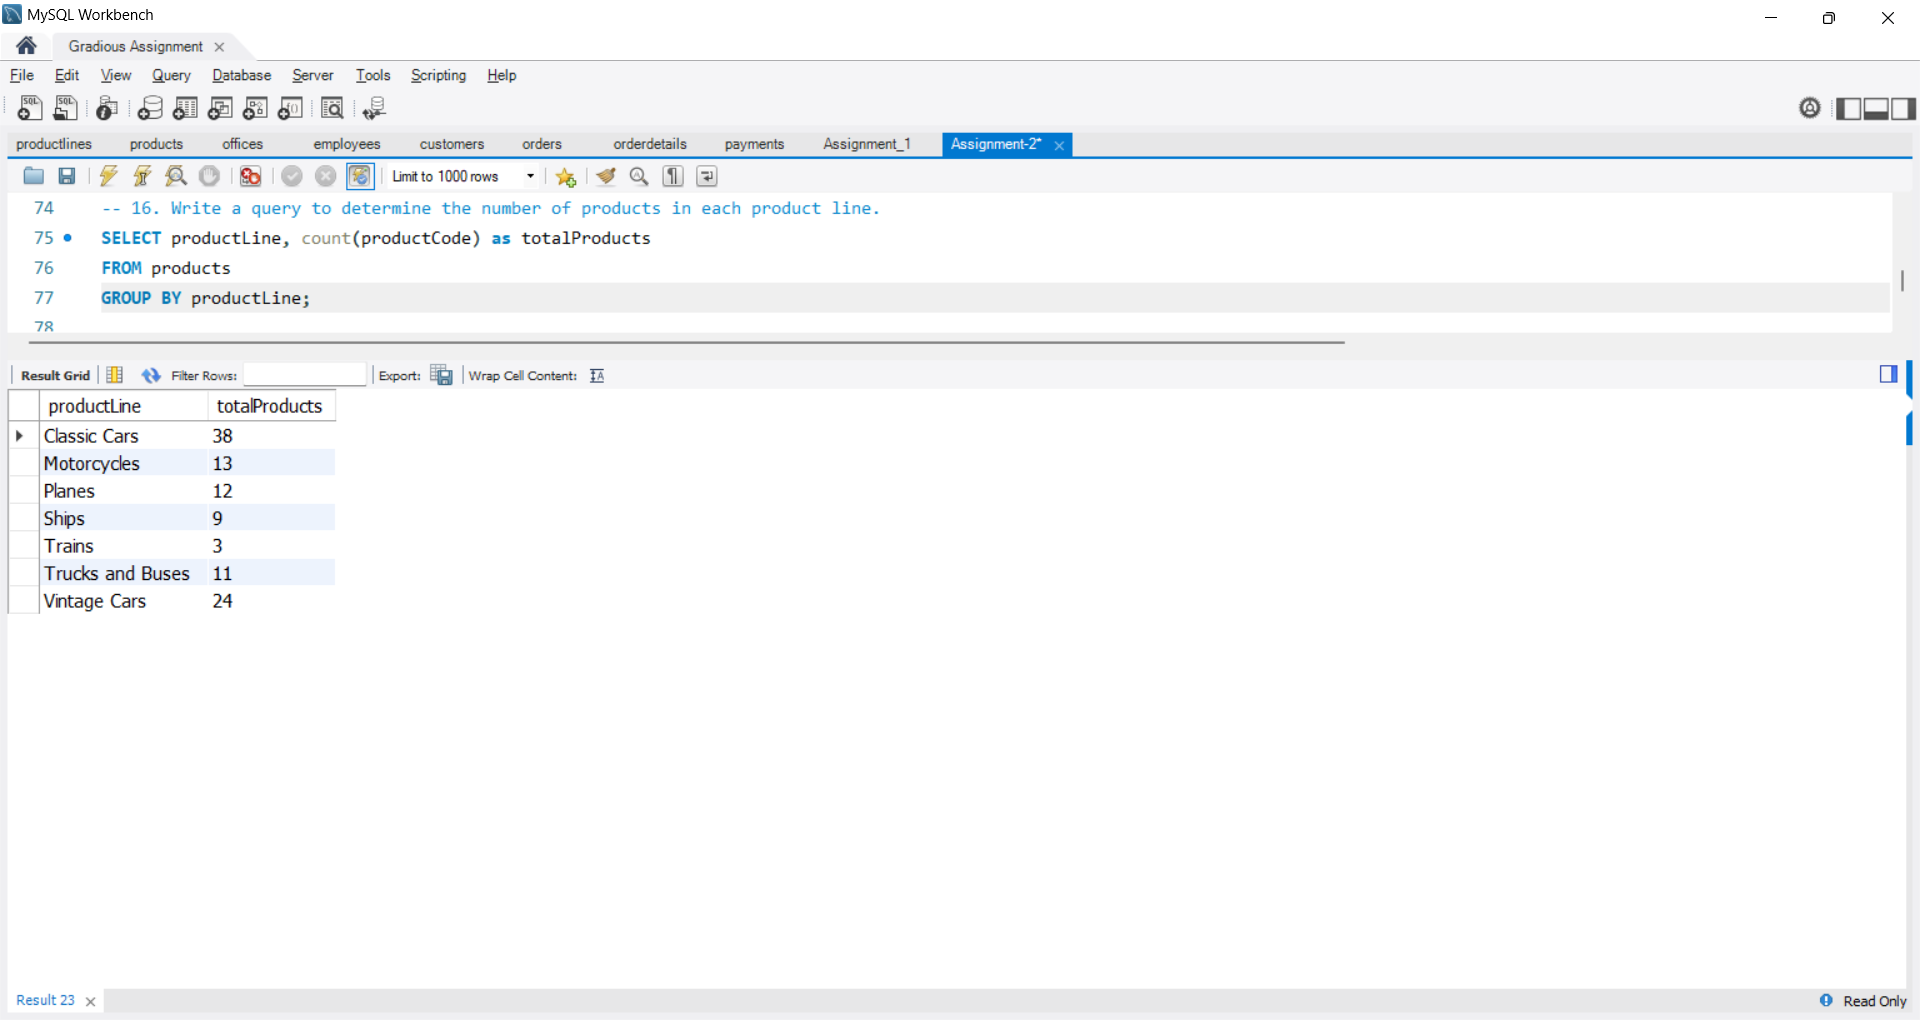 MySQL Workbench
Gradious Assignment
File Edit View Query Database Server Tools Scripting Help
productlines products offices employees customers orders orderdetails payments Assignment_1 Assignment-2*
Limit to 1000 rows
74 -- 16. Write a query to determine the number of products in each product line.
75 SELECT productLine, count(productCode) as totalProducts
76 FROM products
77 GROUP BY productLine;
78
Result Grid Filter Rows: Export: Wrap Cell Content:
productLine totalProducts
Classic Cars 38
Motorcycles 13
Planes 12
Ships 9
Trains 3
Trucks and Buses 11
Vintage Cars 24
Result 23 Read Only